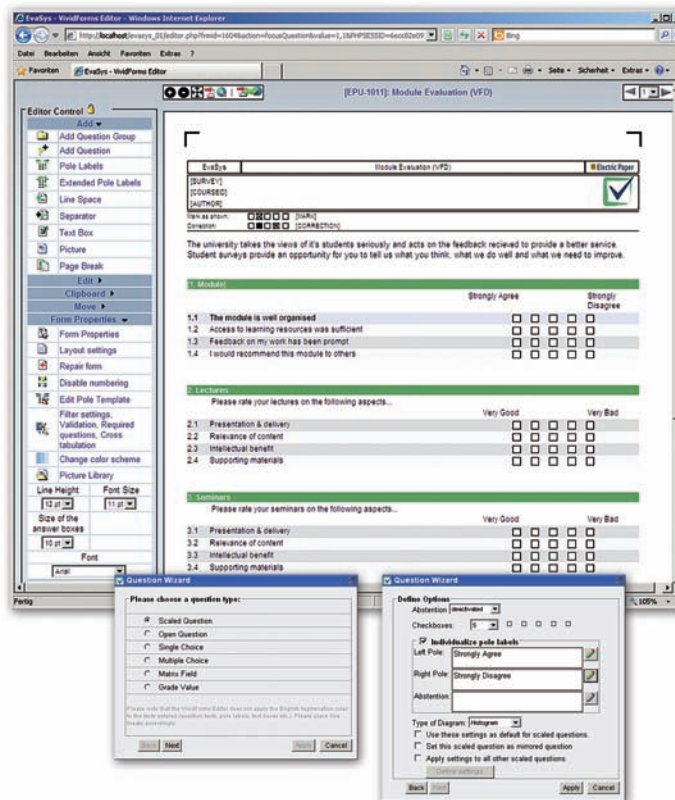 EvaSys - VividForms Editor - Windows Internet Explorer
Bing
Datei Bearbeiten Ansicht Favoriten Extras ?
Favoriten EvaSys - VividForms Editor
Seite Sicherheit Extras
[EPU-1011]: Module Evaluation (VFD)
1
Editor Control
Add
Add Question Group
Add Question
Pole Labels
Extended Pole Labels
Line Space
Separator
Text Box
Picture
Page Break
Edit
Clipboard
Move
Form Properties
Form Properties
Layout settings
Repair form
Disable numbering
Edit Pole Template
Filter settings,
Validation, Required
questions, Cross
tabulation
Change color scheme
Picture Library
Line Height Font Size
12 pt 11 pt
Size of the
answer boxes
10 pt
Font
Arial
Fertig
105%
EvaSys Module Evaluation (VFD) Electric Paper
[SURVEY]
[COURSEC]
[AUTHOR]
Mark as shown: [MARK]
Correction: [CORRECTION]
The university takes the views of it's students seriously and acts on the feedback recieved to provide a better service.
Student surveys provide an opportunity for you to tell us what you think, what we do well and what we need to improve.
1. Module
Strongly Agree Strongly
Disagree
1.1 The module is well organised
1.2 Access to learning resources was sufficient
1.3 Feedback on my work has been prompt
1.4 I would recommend this module to others
2. Lectures
Please rate your lectures on the following aspects...
Very Good Very Bad
2.1 Presentation & delivery
2.2 Relevance of content
2.3 Intellectual benefit
2.4 Supporting materials
3. Seminars
Please rate your seminars on the following aspects...
Very Good Very Bad
3.1 Presentation & delivery
3.2 Relevance of content
3.3 Intellectual benefit
3.4 Supporting materials
Question Wizard
Please choose a question type:
Scaled Question
Open Question
Single Choice
Multiple Choice
Matrix Field
Grade Value
Back Next Apply Cancel
Question Wizard
Define Options
Abstention deactivated
Checkboxes: 5
Individualize pole labels
Left Pole: Strongly Agree
Right Pole: Strongly Disagree
Abstention:
Type of Diagram: Histogram
Use these settings as default for scaled questions.
Set this scaled question as mirrored question
Apply settings to all other scaled questions
Define settings
Back Next Apply Cancel